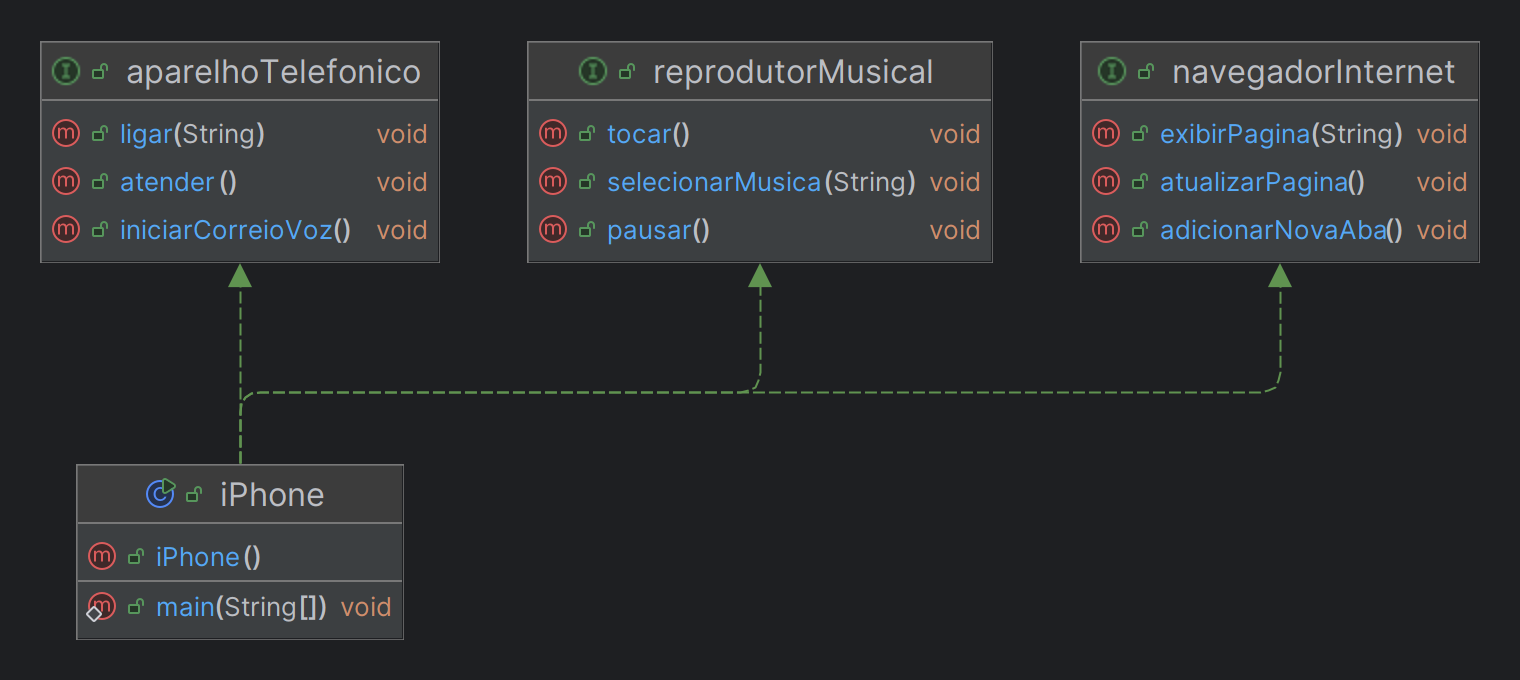 aparelhoTelefonico
ligar(String) void
atender() void
iniciarCorreioVoz() void
reprodutorMusical
tocar() void
selecionarMusica(String) void
pausar() void
navegadorInternet
exibirPagina(String) void
atualizarPagina() void
adicionarNovaAba() void
iPhone
iPhone()
main(String[]) void